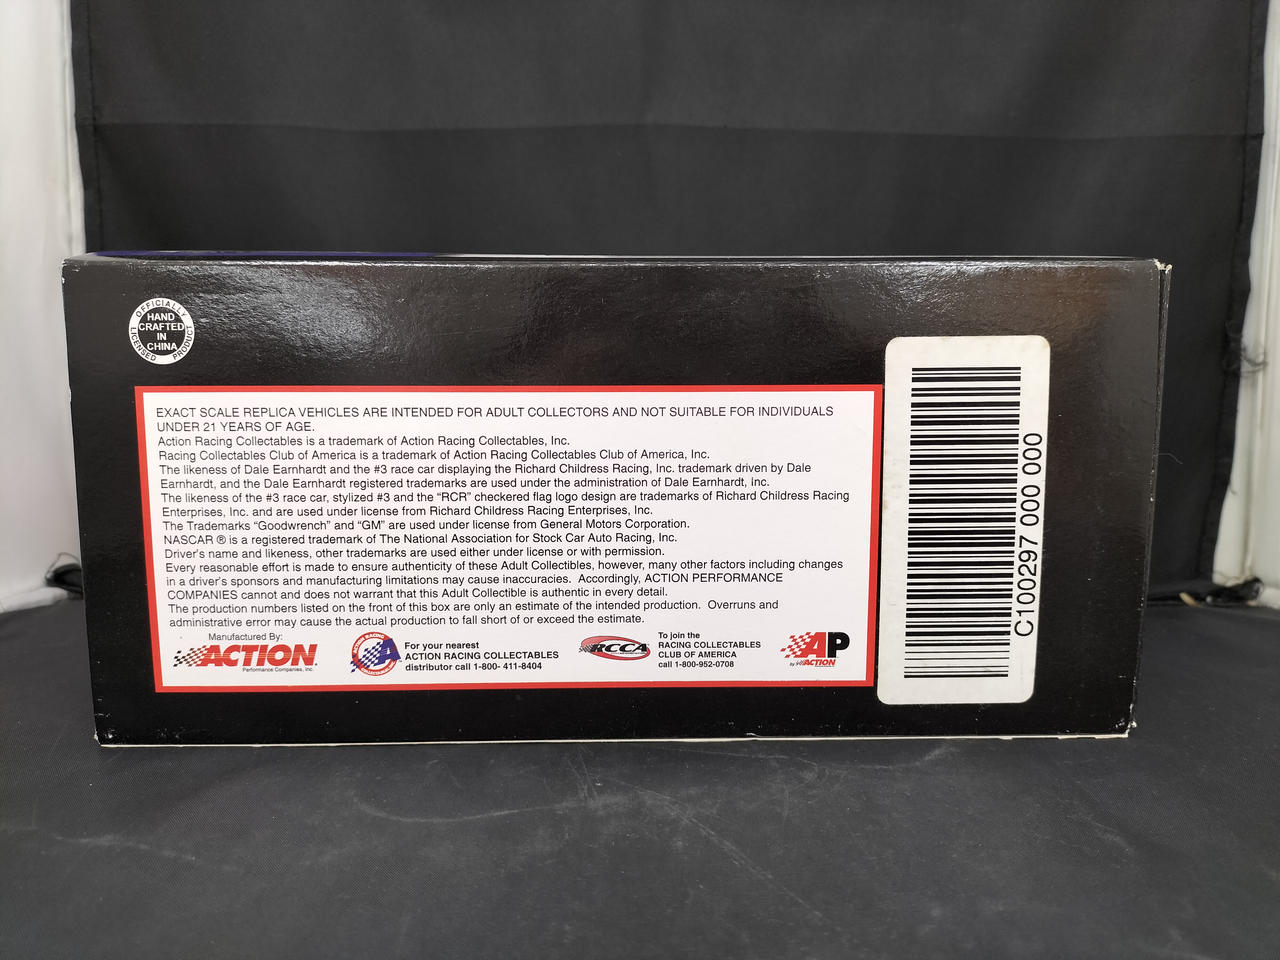 OFFICIALLY
HAND
CRAFTED
IN
CHINA
LICENSED PRODUCT
EXACT SCALE REPLICA VEHICLES ARE INTENDED FOR ADULT COLLECTORS AND NOT SUITABLE FOR INDIVIDUALS
UNDER 21 YEARS OF AGE.
Action Racing Collectables is a trademark of Action Racing Collectables, Inc.
Racing Collectables Club of America is a trademark of Action Racing Collectables Club of America, Inc.
The likeness of Dale Earnhardt and the #3 race car displaying the Richard Childress Racing, Inc. trademark driven by Dale
Earnhardt, and the Dale Earnhardt registered trademarks are used under the administration of Dale Earnhardt, Inc.
The likeness of the #3 race car, stylized #3 and the “RCR” checkered flag logo design are trademarks of Richard Childress Racing
Enterprises, Inc. and are used under license from Richard Childress Racing Enterprises, Inc.
The Trademarks “Goodwrench” and “GM” are used under license from General Motors Corporation.
NASCAR ® is a registered trademark of The National Association for Stock Car Auto Racing, Inc.
Driver's name and likeness, other trademarks are used either under license or with permission.
Every reasonable effort is made to ensure authenticity of these Adult Collectibles, however, many other factors including changes
in a driver's sponsors and manufacturing limitations may cause inaccuracies. Accordingly, ACTION PERFORMANCE
COMPANIES cannot and does not warrant that this Adult Collectible is authentic in every detail.
The production numbers listed on the front of this box are only an estimate of the intended production. Overruns and
administrative error may cause the actual production to fall short of or exceed the estimate.
Manufactured By:
ACTION
Performance Companies, Inc.
For your nearest
ACTION RACING COLLECTABLES
distributor call 1-800- 411-8404
RCCA
To join the
RACING COLLECTABLES
CLUB OF AMERICA
call 1-800-952-0708
AP
by ACTION
C100297 000 000